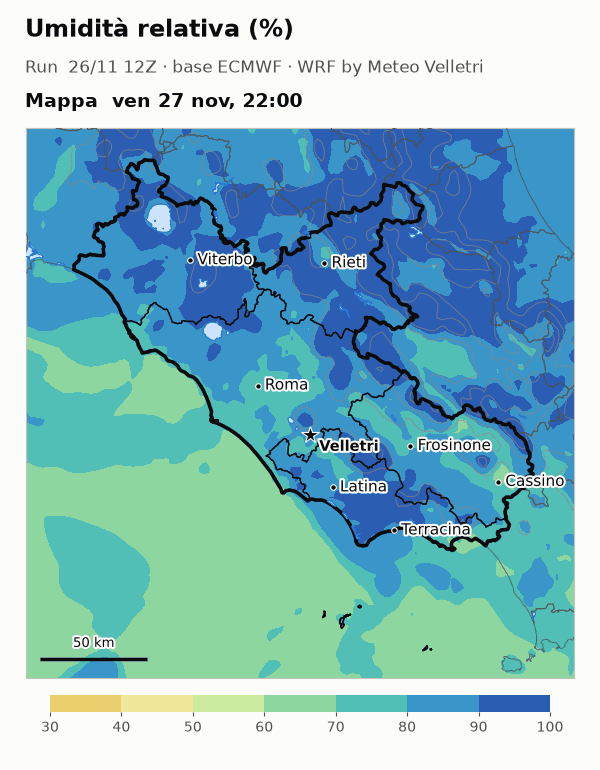 Umidità relativa (%)
Run  26/11 12Z · base ECMWF · WRF by Meteo Velletri
Mappa  ven 27 nov, 22:00
Viterbo
Rieti
Roma
Velletri
Frosinone
Latina
Cassino
Terracina
50 km
30 40 50 60 70 80 90 100